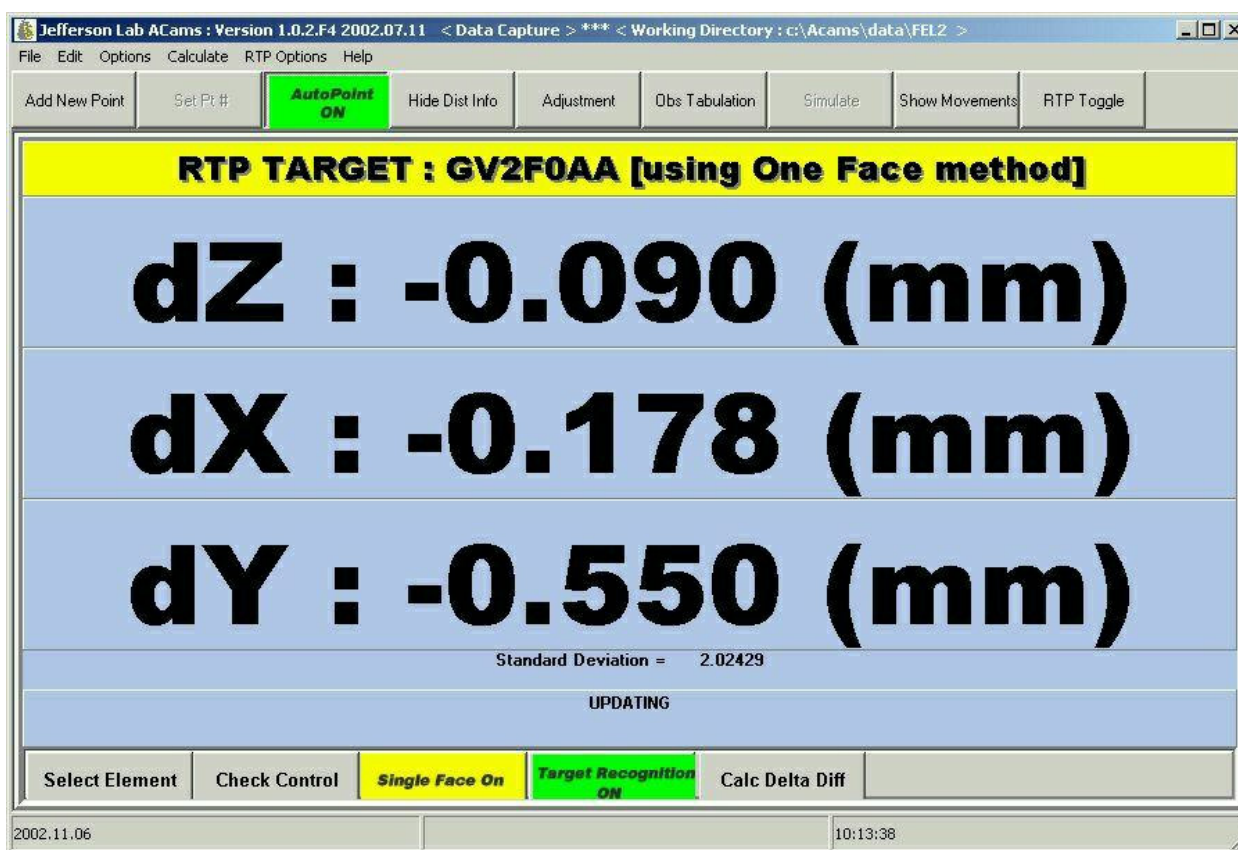 Jefferson Lab ACams : Version 1.0.2.F4 2002.07.11 < Data Capture > *** < Working Directory : c:\Acams\data\FEL2 >
File Edit Options Calculate RTP Options Help
Add New Point Set Pt # AutoPoint ON Hide Dist Info Adjustment Obs Tabulation Simulate Show Movements RTP Toggle
RTP TARGET : GV2F0AA [using One Face method]
dZ : -0.090 (mm)
dX : -0.178 (mm)
dY : -0.550 (mm)
Standard Deviation = 2.02429
UPDATING
Select Element Check Control Single Face On Target Recognition ON Calc Delta Diff
2002.11.06 10:13:38